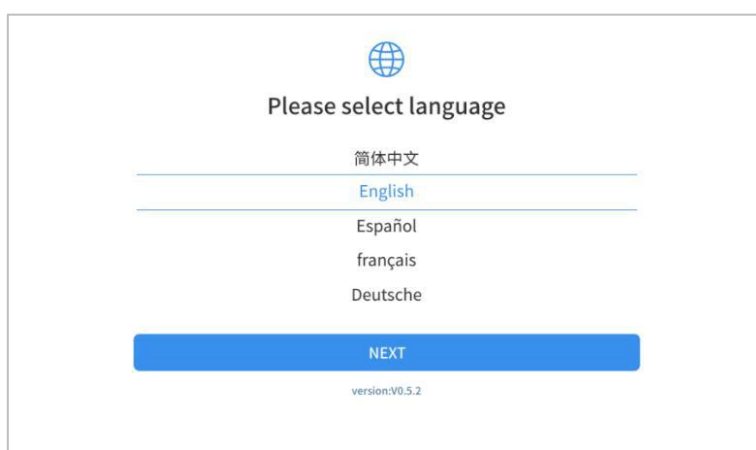 Please select language
简体中文
English
Español
français
Deutsche
NEXT
version:V0.5.2